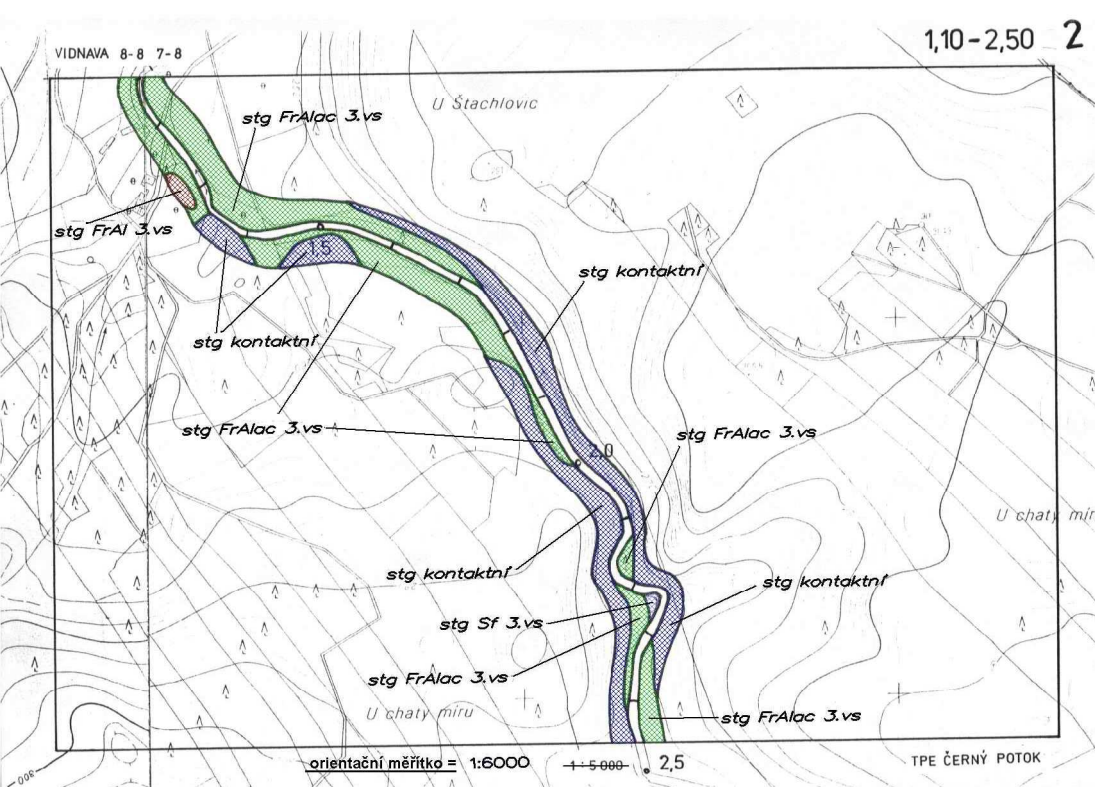 1,10-2,50 2
VIDNAVA 8-8 7-8
U Štachlovic
stg FrAlac 3.vs
stg FrAl 3.vs
1,5
stg kontaktní
stg kontaktní
stg FrAlac 3.vs
stg FrAlac 3.vs
2,0
U chaty mír
stg kontaktní
stg kontaktní
stg Sf 3.vs
stg FrAlac 3.vs
U chaty míru
stg FrAlac 3.vs
300
orientační měřítko = 1:6000 1:5 000 2,5
TPE ČERNÝ POTOK